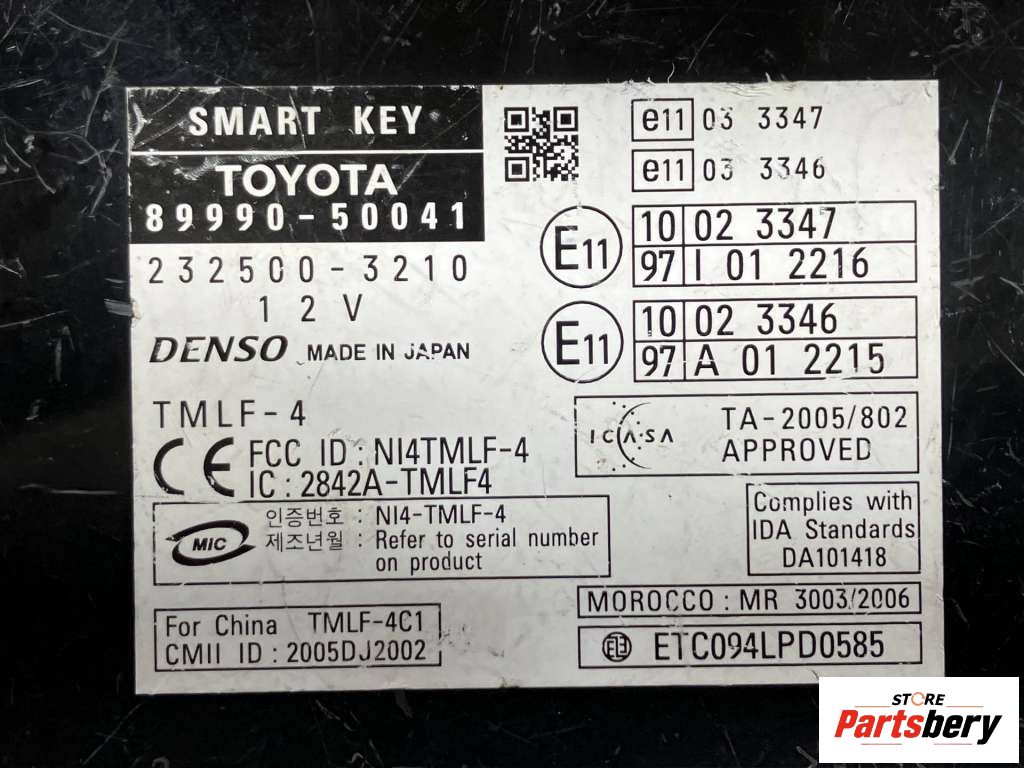 SMART KEY
TOYOTA
89990-50041
232500-3210
12V
DENSO MADE IN JAPAN
TMLF-4
CE FCC ID : NI4TMLF-4
IC : 2842A-TMLF4
MIC
인증번호 : NI4-TMLF-4
제조년월 : Refer to serial number
on product
For China TMLF-4C1
CMII ID : 2005DJ2002
e11 03 3347
e11 03 3346
E11
10 02 3347
97 I 01 2216
E11
10 02 3346
97 A 01 2215
ICASA
TA-2005/802
APPROVED
Complies with
IDA Standards
DA101418
MOROCCO : MR 3003/2006
ETC094LPD0585
STORE
Partsbery